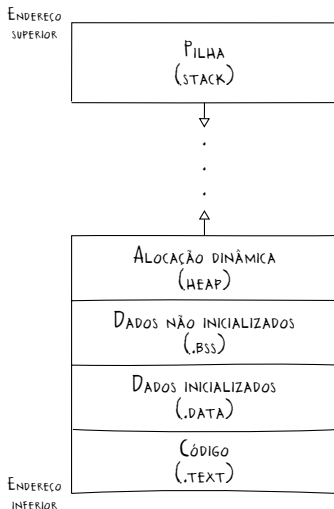 Endereço
superior
Pilha
(stack)
.
.
.
Alocação dinâmica
(heap)
Dados não inicializados
(.bss)
Dados inicializados
(.data)
Código
(.text)
Endereço
inferior